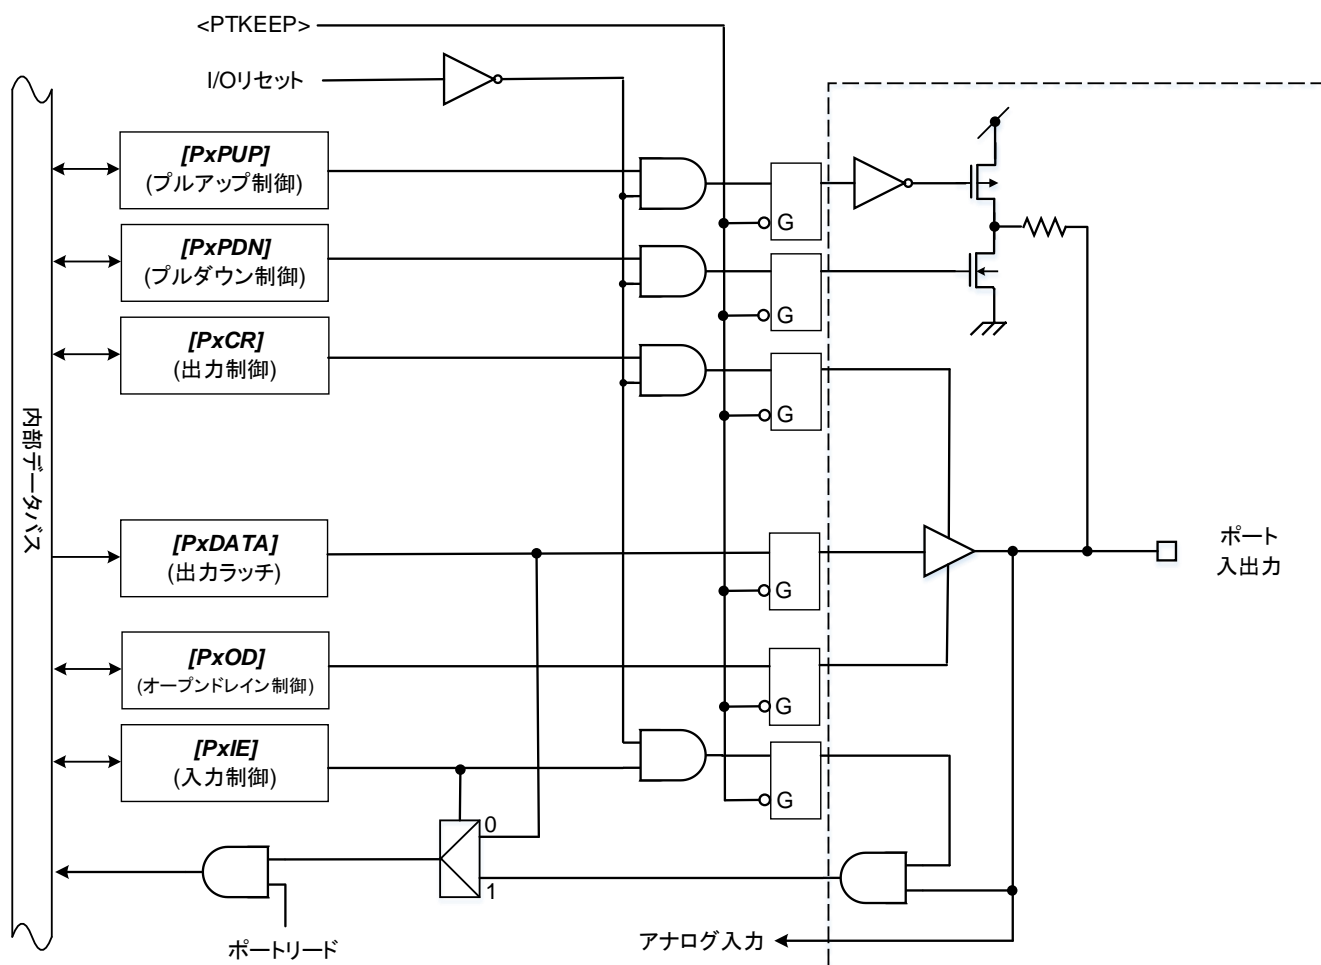 <PTKEEP>
I/Oリセット
[PxPUP]
(プルアップ制御)
G
[PxPDN]
(プルダウン制御)
G
[PxCR]
(出力制御)
G
内部データバス
[PxDATA]
(出力ラッチ)
G
ポート
入出力
[PxOD]
(オープンドレイン制御)
G
[PxIE]
(入力制御)
G
0
1
ポートリード
アナログ入力